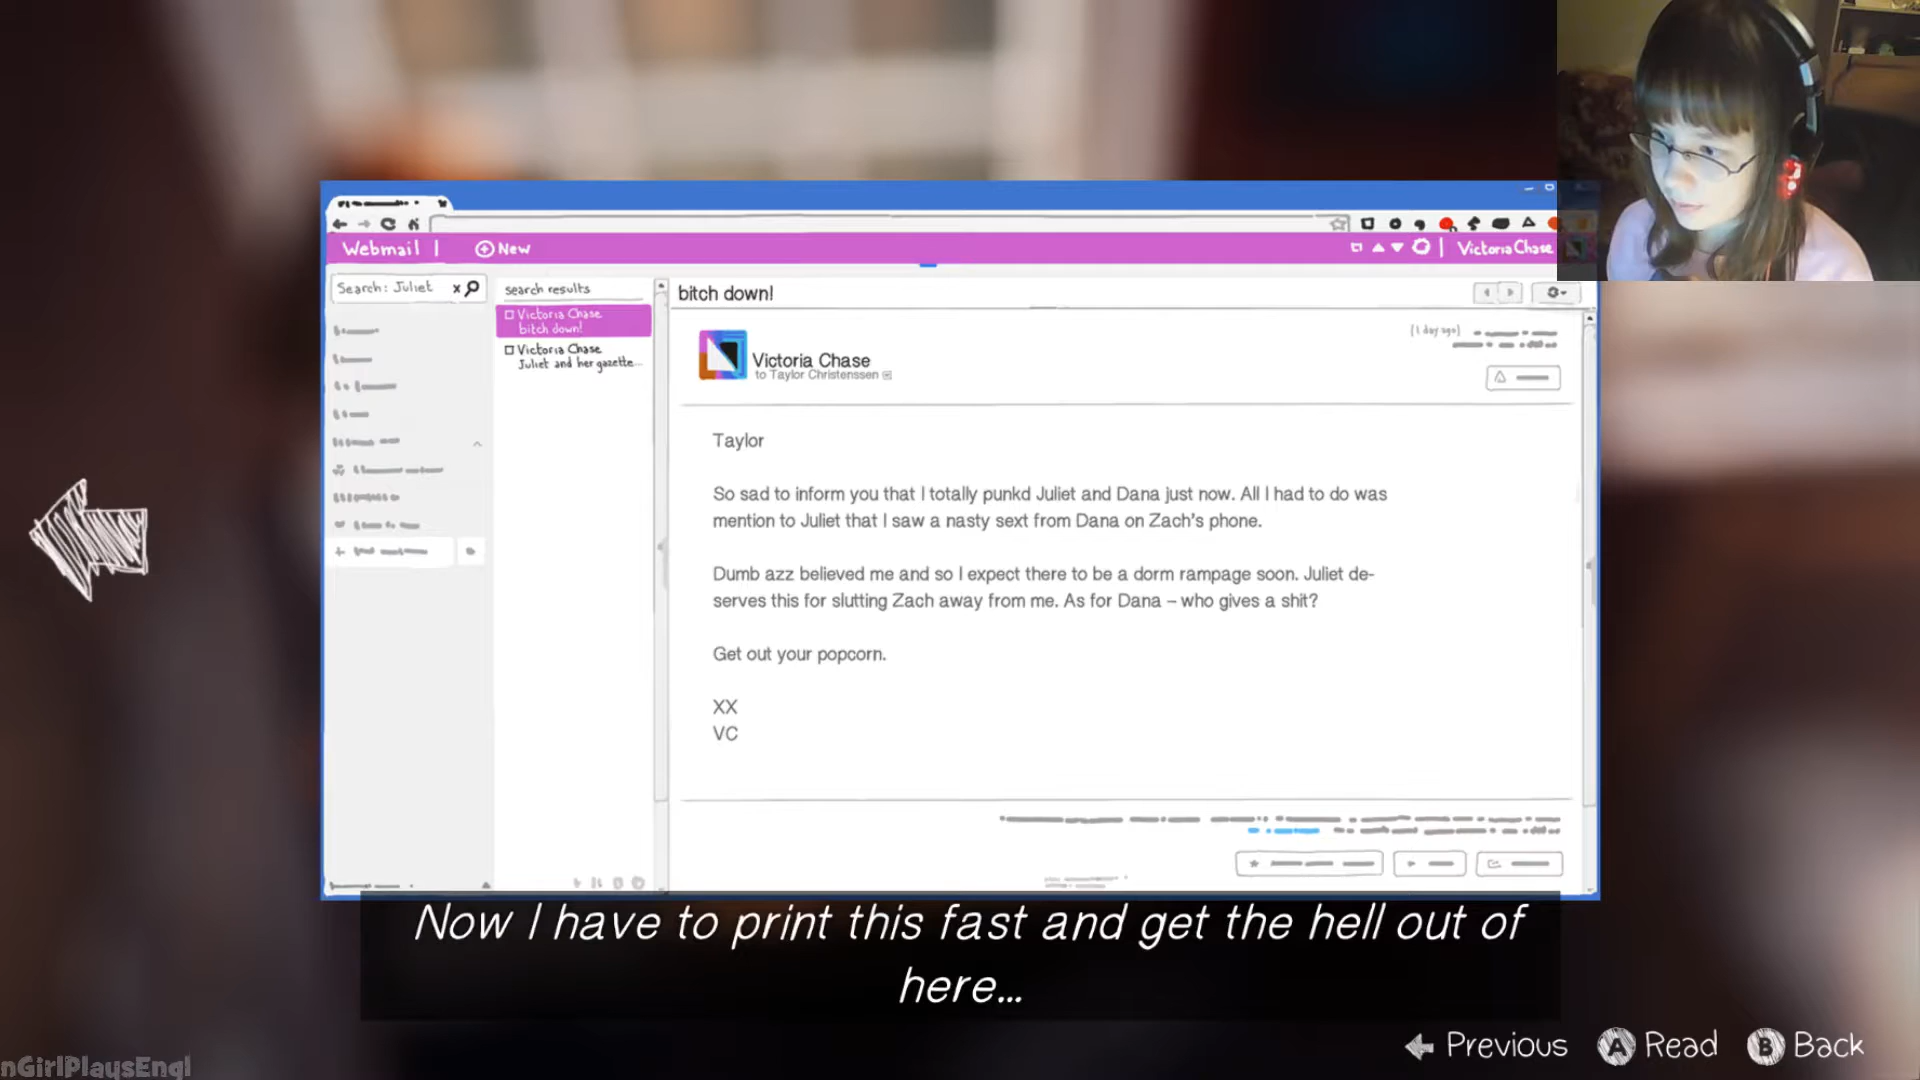 Webmail | New
Victoria Chase
Search: Juliet x
search results
Victoria Chase
bitch down!
Victoria Chase
Juliet and her gazette...
bitch down!
(1 day ago)
Victoria Chase
to Taylor Christenssen
Taylor
So sad to inform you that I totally punkd Juliet and Dana just now. All I had to do was
mention to Juliet that I saw a nasty sext from Dana on Zach's phone.
Dumb azz believed me and so I expect there to be a dorm rampage soon. Juliet de-
serves this for slutting Zach away from me. As for Dana – who gives a shit?
Get out your popcorn.
XX
VC
Now I have to print this fast and get the hell out of
here...
Previous A Read B Back
nGirlPlaysEngl